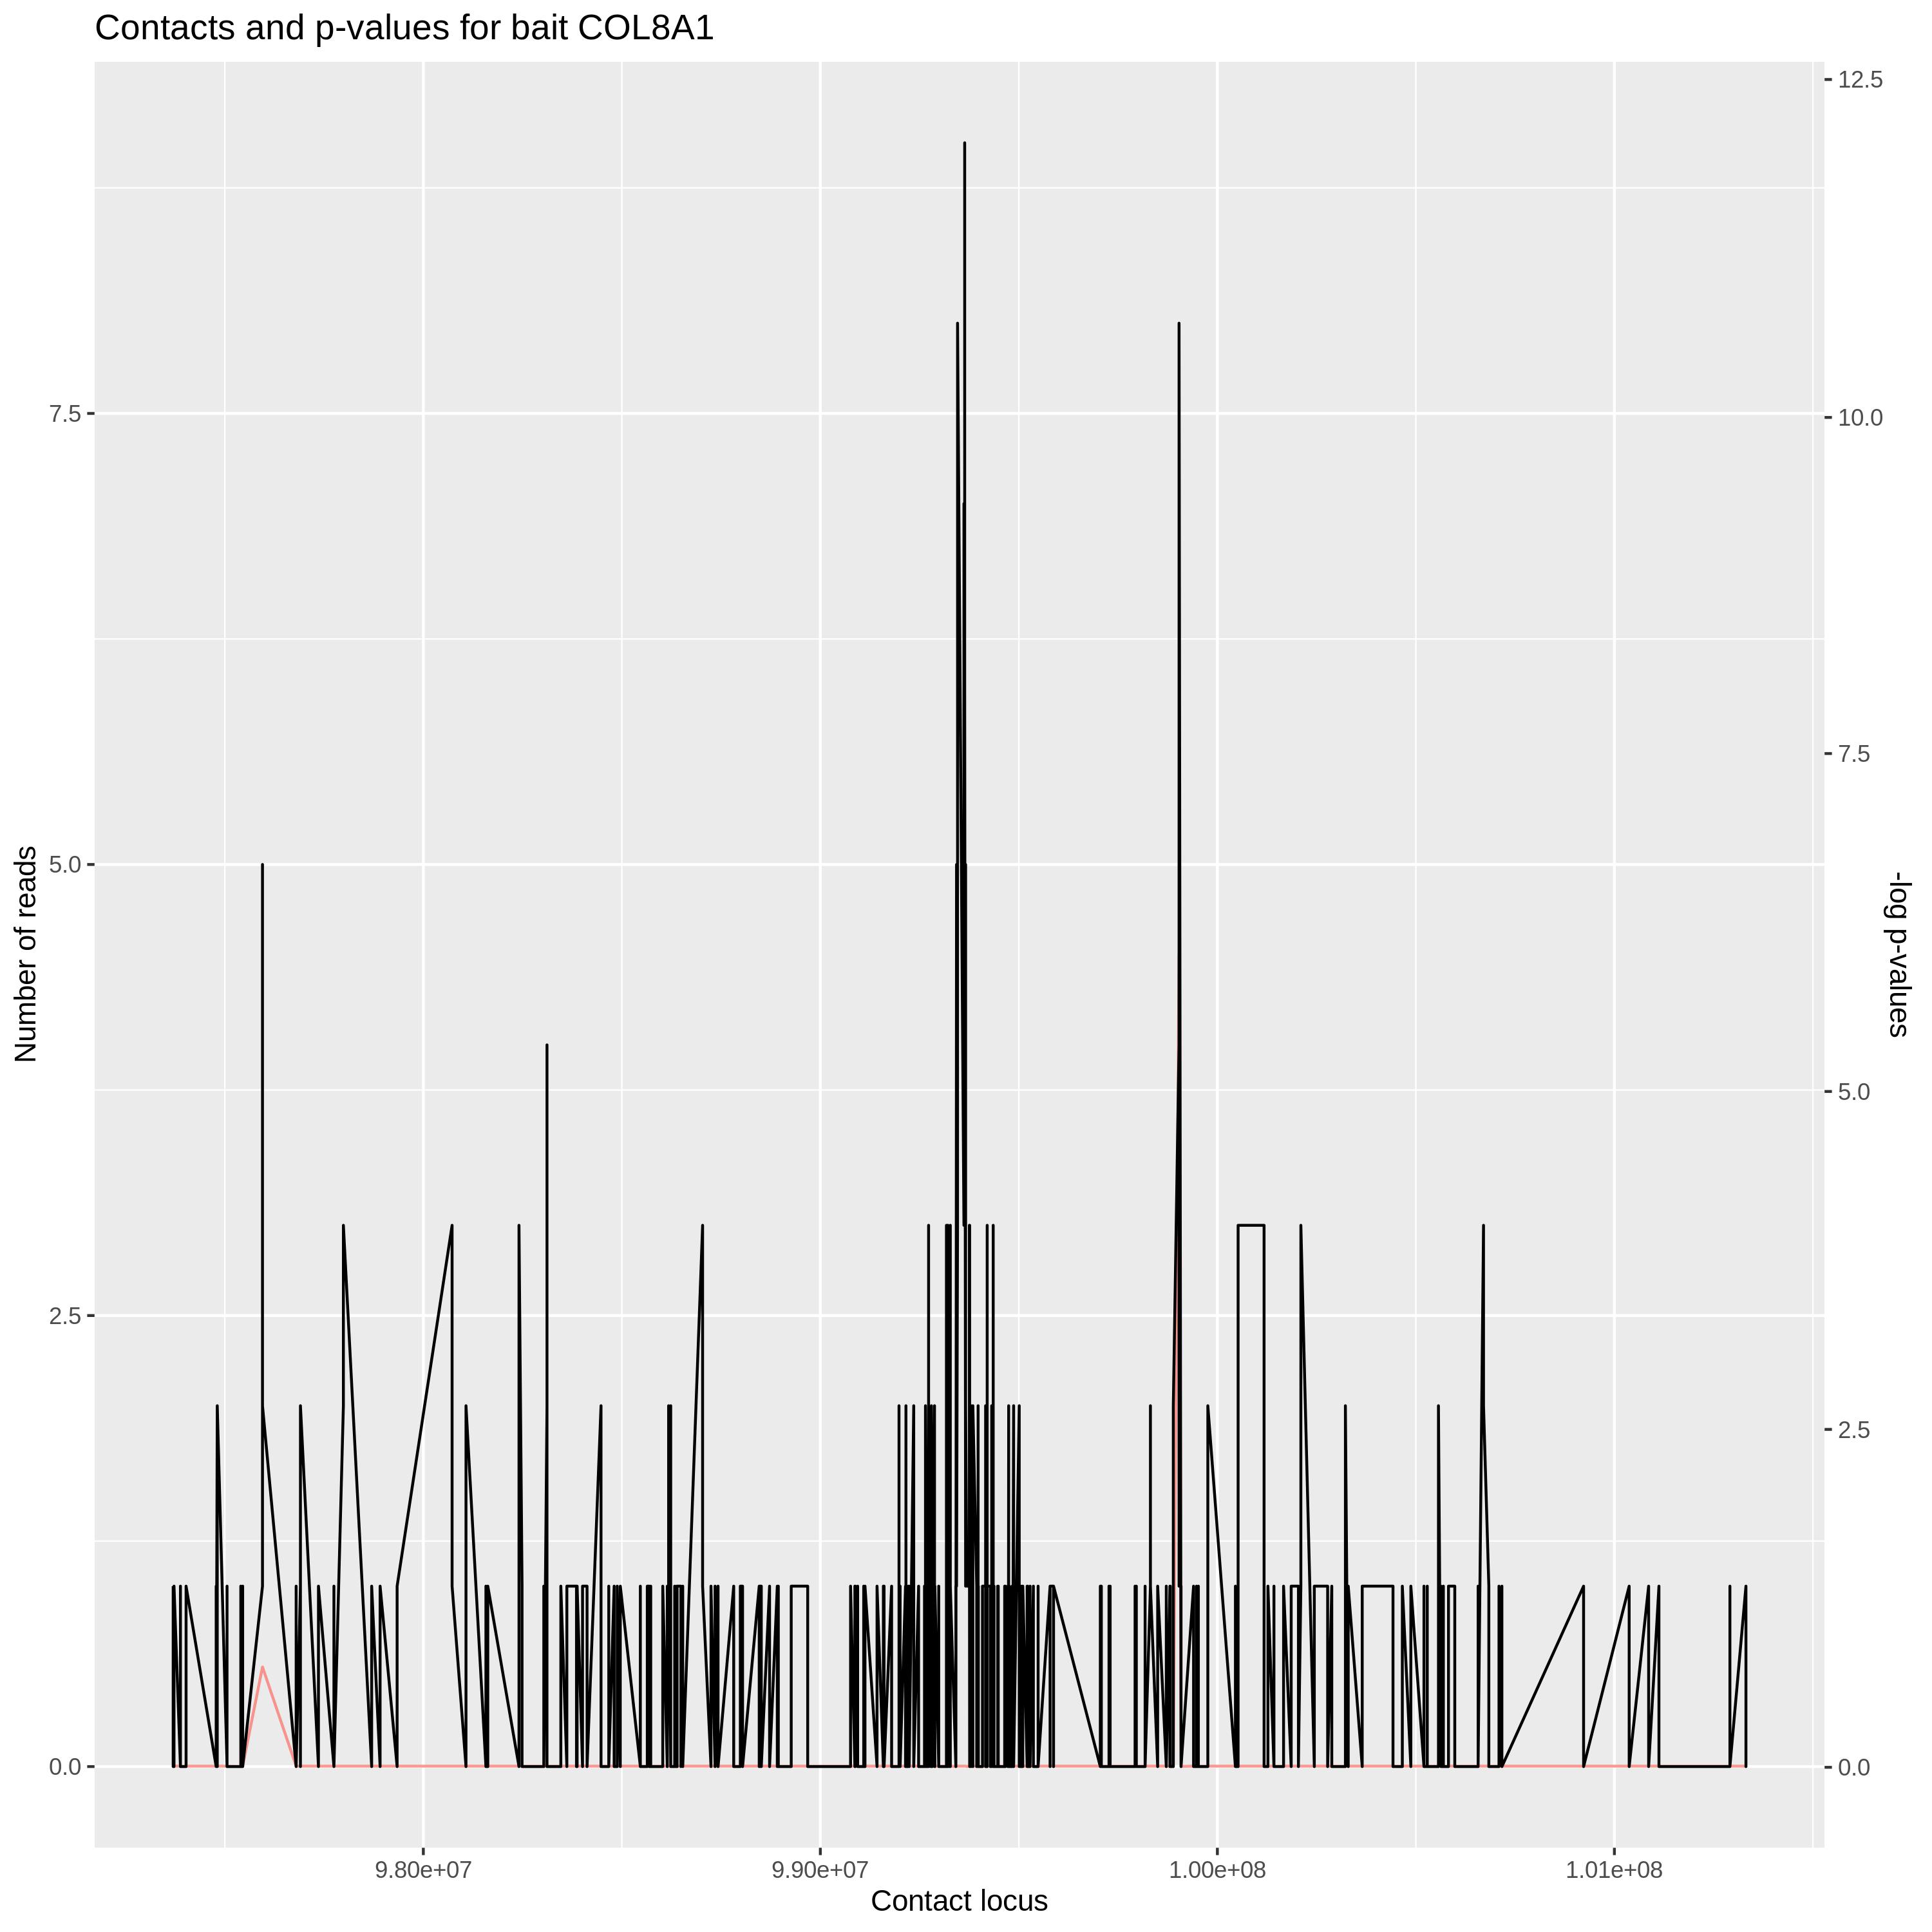 Contacts and p-values for bait COL8A1
12.5
10.0
7.5
7.5
5.0
5.0
2.5
2.5
0.0
0.0
Number of reads
-log p-values
9.80e+07
9.90e+07
1.00e+08
1.01e+08
Contact locus